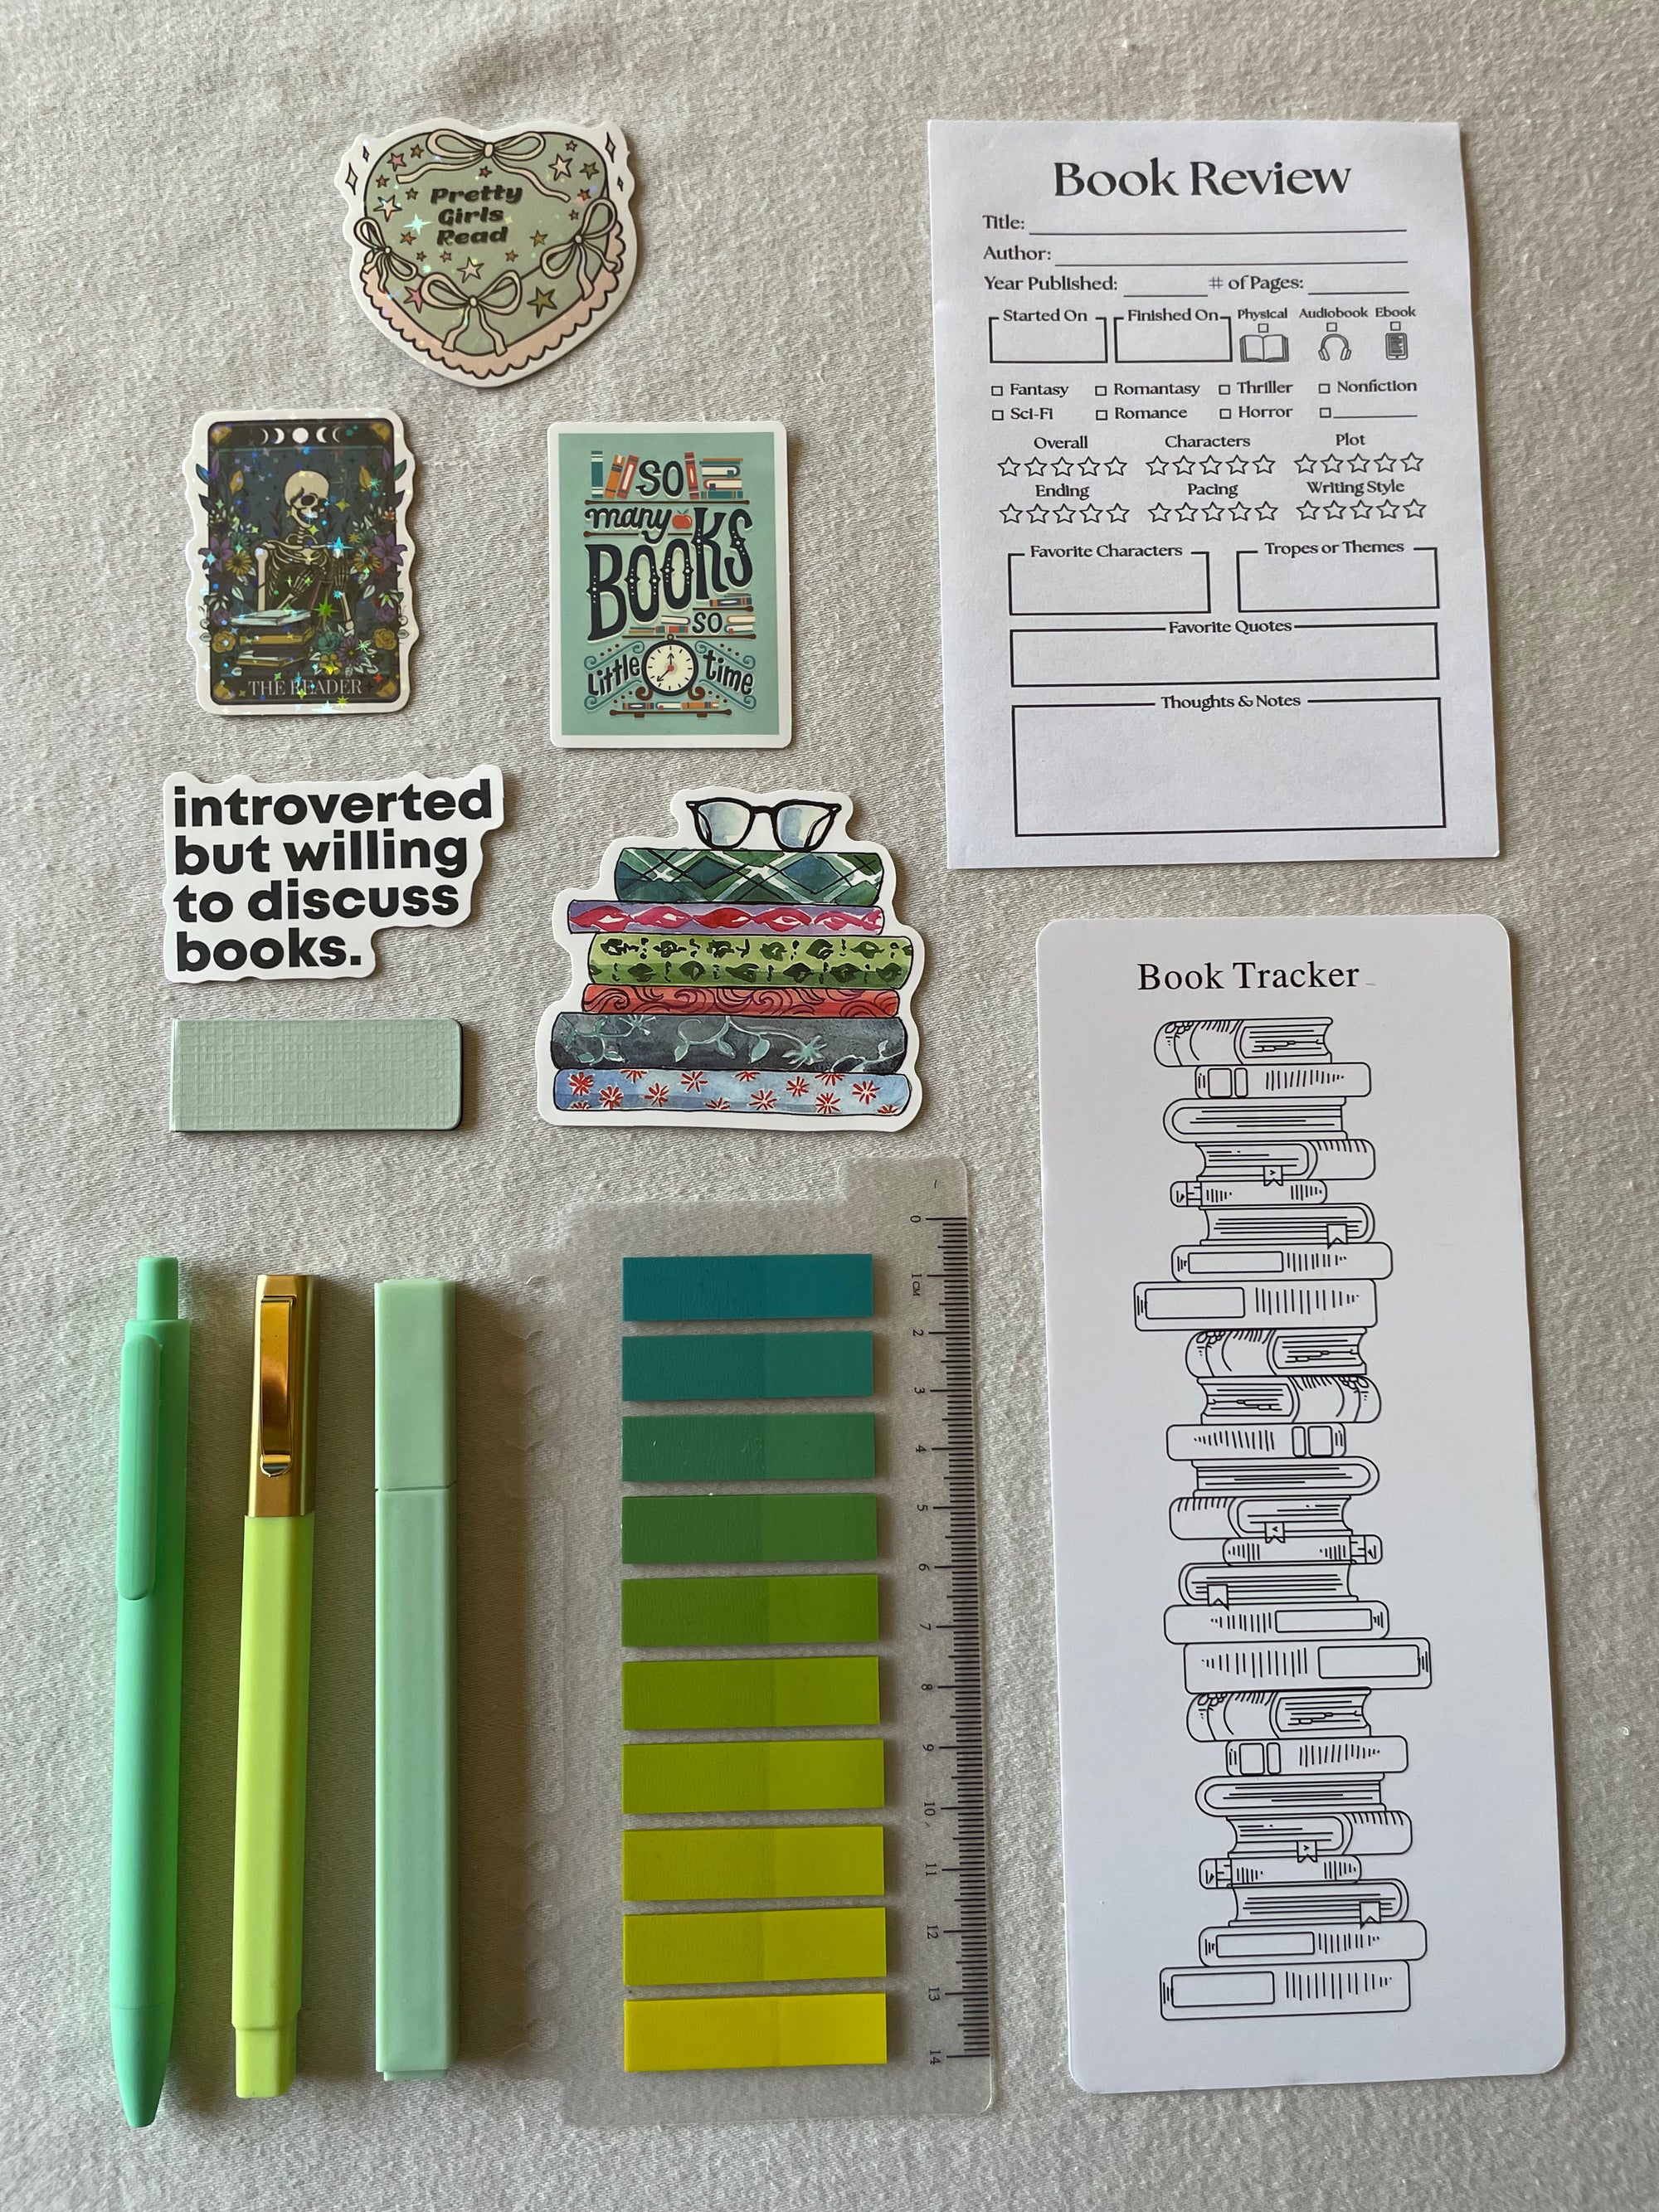 Pretty
Girls
Read
THE READER
so
many
BOOKS
so
little time
introverted
but willing
to discuss
books.
Book Review
Title:
Author:
Year Published: # of Pages:
Started On Finished On Physical Audiobook Ebook
Fantasy Romantasy Thriller Nonfiction
Sci-Fi Romance Horror
Overall Characters Plot
Ending Pacing Writing Style
Favorite Characters Tropes or Themes
Favorite Quotes
Thoughts & Notes
Book Tracker
0
1CM
2
3
4
5
6
7
8
9
10
11
12
13
14